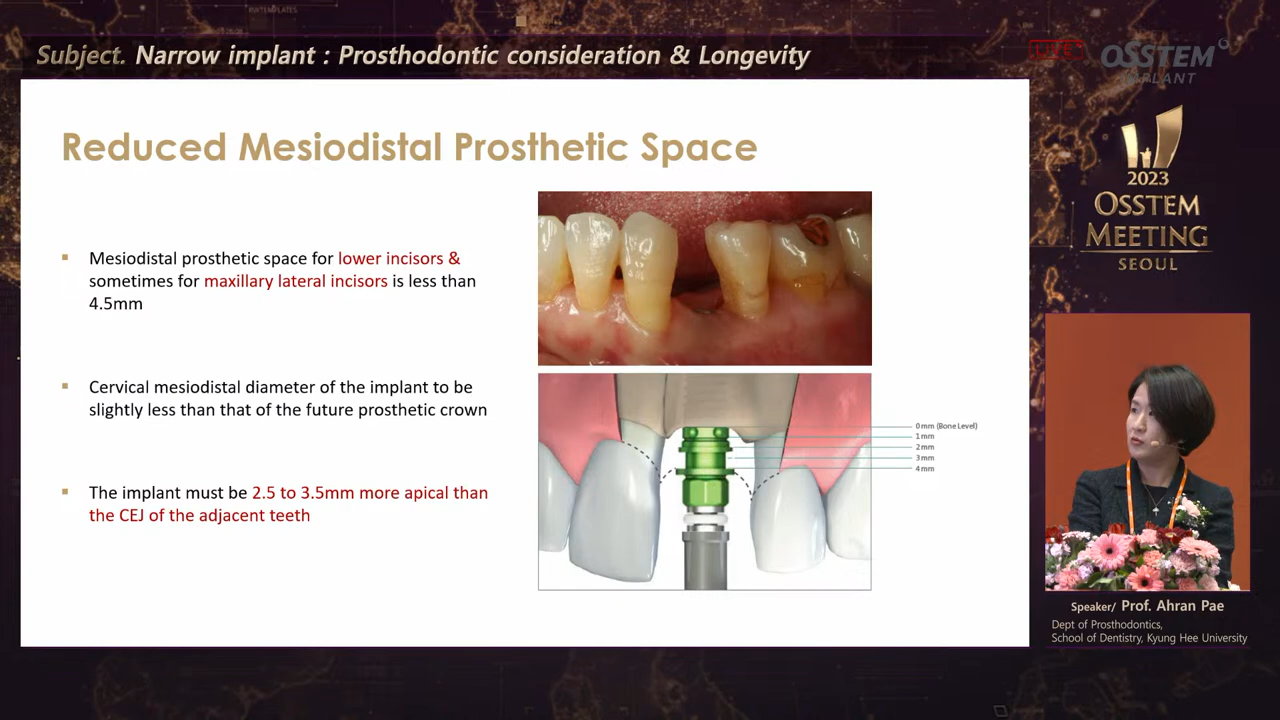 RW TEMPLATES
Subject. Narrow implant : Prosthodontic consideration & Longevity
LIVE
OSSTEM
IMPLANT
2023
OSSTEM
MEETING
SEOUL
Reduced Mesiodistal Prosthetic Space
▪ Mesiodistal prosthetic space for lower incisors &
sometimes for maxillary lateral incisors is less than
4.5mm
▪ Cervical mesiodistal diameter of the implant to be
slightly less than that of the future prosthetic crown
▪ The implant must be 2.5 to 3.5mm more apical than
the CEJ of the adjacent teeth
0 mm (Bone Level)
1 mm
2 mm
3 mm
4 mm
Speaker/ Prof. Ahran Pae
Dept of Prosthodontics,
School of Dentistry, Kyung Hee University